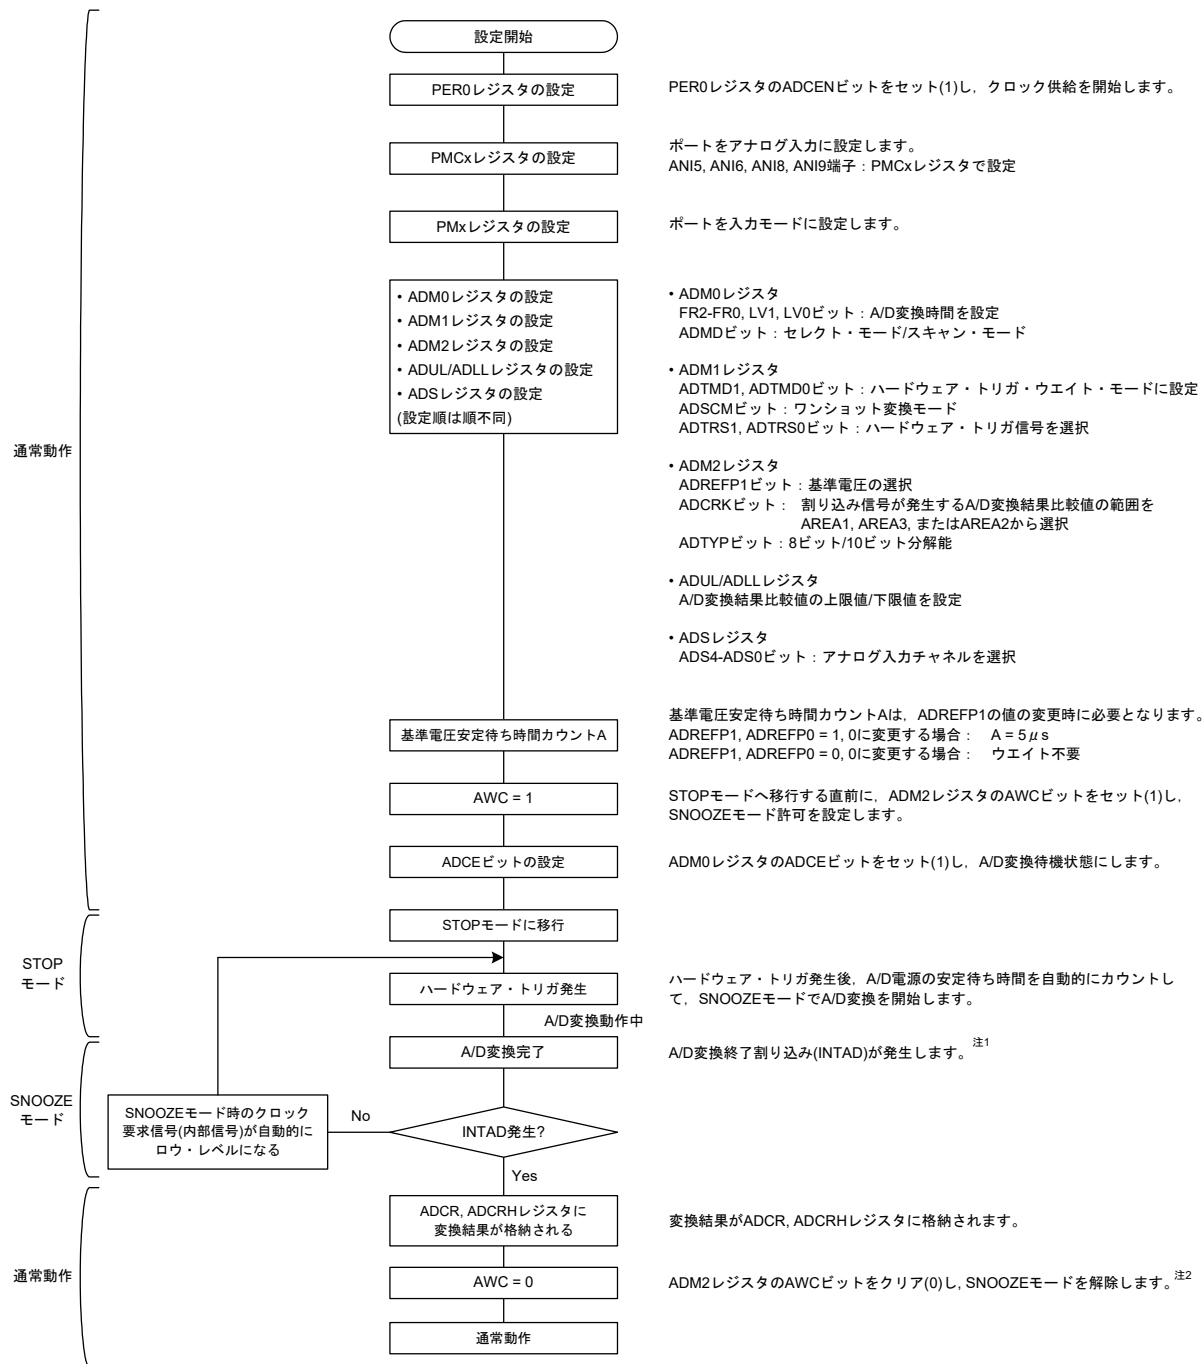 設定開始
PER0レジスタの設定
PER0レジスタのADCENビットをセット(1)し，クロック供給を開始します。
PMCxレジスタの設定
ポートをアナログ入力に設定します。
ANI5, ANI6, ANI8, ANI9端子：PMCxレジスタで設定
PMxレジスタの設定
ポートを入力モードに設定します。
• ADM0レジスタの設定
• ADM1レジスタの設定
• ADM2レジスタの設定
• ADUL/ADLLレジスタの設定
• ADSレジスタの設定
(設定順は順不同)
• ADM0レジスタ
FR2-FR0, LV1, LV0ビット：A/D変換時間を設定
ADMDビット：セレクト・モード/スキャン・モード
• ADM1レジスタ
ADTMD1, ADTMD0ビット：ハードウェア・トリガ・ウエイト・モードに設定
ADSCMビット：ワンショット変換モード
ADTRS1, ADTRS0ビット：ハードウェア・トリガ信号を選択
• ADM2レジスタ
ADREFP1ビット：基準電圧の選択
ADCRKビット： 割り込み信号が発生するA/D変換結果比較値の範囲を
AREA1, AREA3, またはAREA2から選択
ADTYPビット：8ビット/10ビット分解能
• ADUL/ADLLレジスタ
A/D変換結果比較値の上限値/下限値を設定
• ADSレジスタ
ADS4-ADS0ビット：アナログ入力チャネルを選択
通常動作
基準電圧安定待ち時間カウントA
基準電圧安定待ち時間カウントAは，ADREFP1の値の変更時に必要となります。
ADREFP1, ADREFP0 = 1, 0に変更する場合： A = 5μs
ADREFP1, ADREFP0 = 0, 0に変更する場合： ウエイト不要
AWC = 1
STOPモードへ移行する直前に，ADM2レジスタのAWCビットをセット(1)し，
SNOOZEモード許可を設定します。
ADCEビットの設定
ADM0レジスタのADCEビットをセット(1)し，A/D変換待機状態にします。
STOPモードに移行
STOP
モード
ハードウェア・トリガ発生
ハードウェア・トリガ発生後，A/D電源の安定待ち時間を自動的にカウントし
て，SNOOZEモードでA/D変換を開始します。
A/D変換動作中
A/D変換完了
A/D変換終了割り込み(INTAD)が発生します。注1
SNOOZE
モード
SNOOZEモード時のクロック
要求信号(内部信号)が自動的に
ロウ・レベルになる
No
INTAD発生?
Yes
ADCR, ADCRHレジスタに
変換結果が格納される
変換結果がADCR, ADCRHレジスタに格納されます。
通常動作
AWC = 0
ADM2レジスタのAWCビットをクリア(0)し, SNOOZEモードを解除します。注2
通常動作